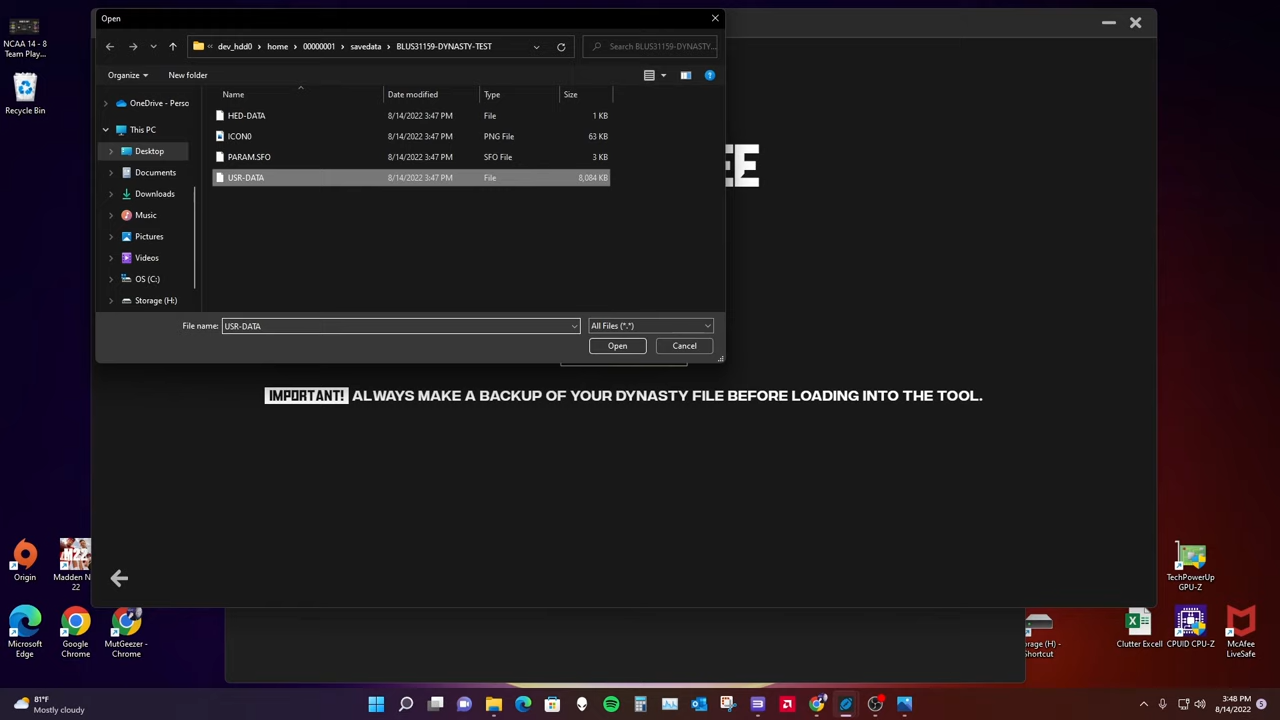 NCAA 14 - 8
Team Play...
Recycle Bin
Open
dev_hdd0 > home > 00000001 > savedata > BLUS31159-DYNASTY-TEST
Search BLUS31159-DYNASTY...
Organize
New folder
Name Date modified Type Size
HED-DATA 8/14/2022 3:47 PM File 1 KB
ICON0 8/14/2022 3:47 PM PNG File 63 KB
PARAM.SFO 8/14/2022 3:47 PM SFO File 3 KB
USR-DATA 8/14/2022 3:47 PM File 8,084 KB
OneDrive - Perso
This PC
Desktop
Documents
Downloads
Music
Pictures
Videos
OS (C:)
Storage (H:)
File name: USR-DATA
All Files (*.*)
Open
Cancel
IMPORTANT! ALWAYS MAKE A BACKUP OF YOUR DYNASTY FILE BEFORE LOADING INTO THE TOOL.
Origin
M22
Madden N...
22
Microsoft
Edge
Google
Chrome
MutGeezer -
Chrome
TechPowerUp
GPU-Z
orage (H) -
Shortcut
Clutter Excell
CPUID CPU-Z
McAfee
LiveSafe
81°F
Mostly cloudy
3:48 PM
8/14/2022